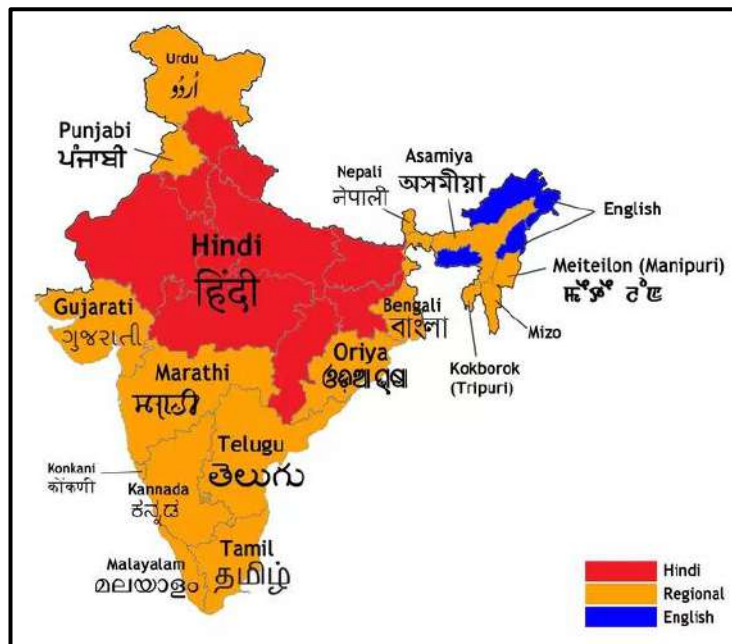 Urdu
اُردُو
Punjabi
ਪੰਜਾਬੀ
Nepali
नेपाली
Asamiya
অসমীয়া
English
Hindi
हिंदी
Meiteilon (Manipuri)
Gujarati
ગુજરાતી
Bengali
বাংলা
Mizo
Oriya
Kokborok
(Tripuri)
Marathi
Telugu
తెలుగు
Konkani
कोंकणी
Kannada
ಕನ್ನಡ
Malayalam
മലയാളം
Tamil
தமிழ்
Hindi
Regional
English